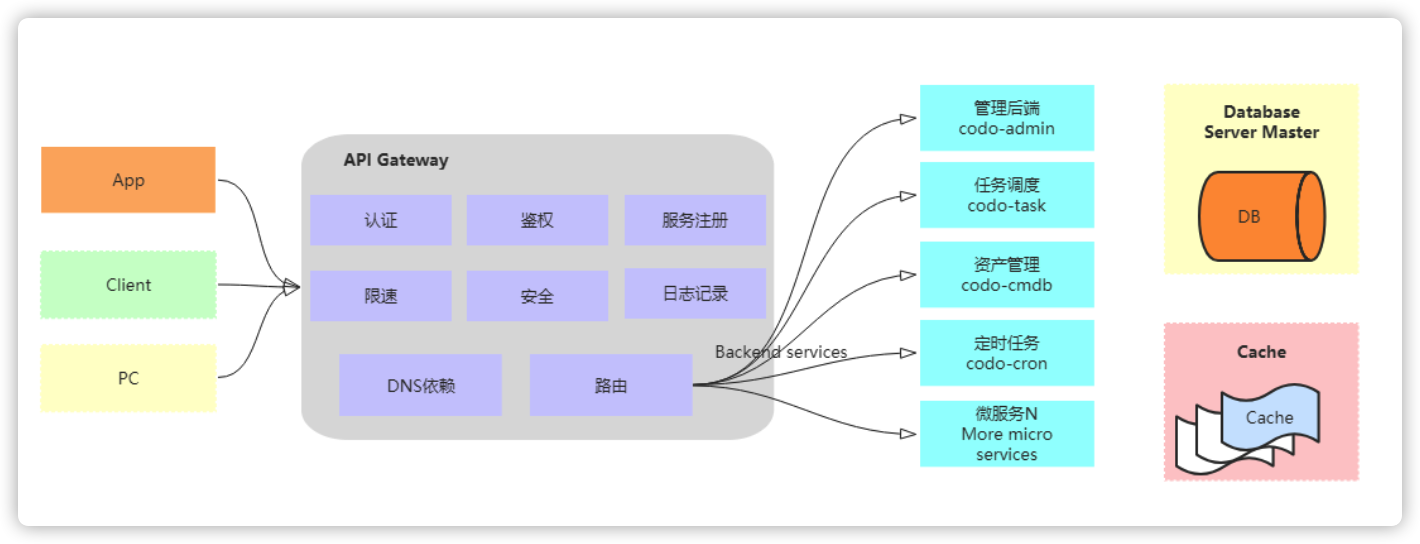 App
Client
PC
API Gateway
认证
鉴权
服务注册
限速
安全
日志记录
DNS依赖
路由
Backend services
管理后端
codo-admin
任务调度
codo-task
资产管理
codo-cmdb
定时任务
codo-cron
微服务N
More micro
services
Database
Server Master
DB
Cache
Cache